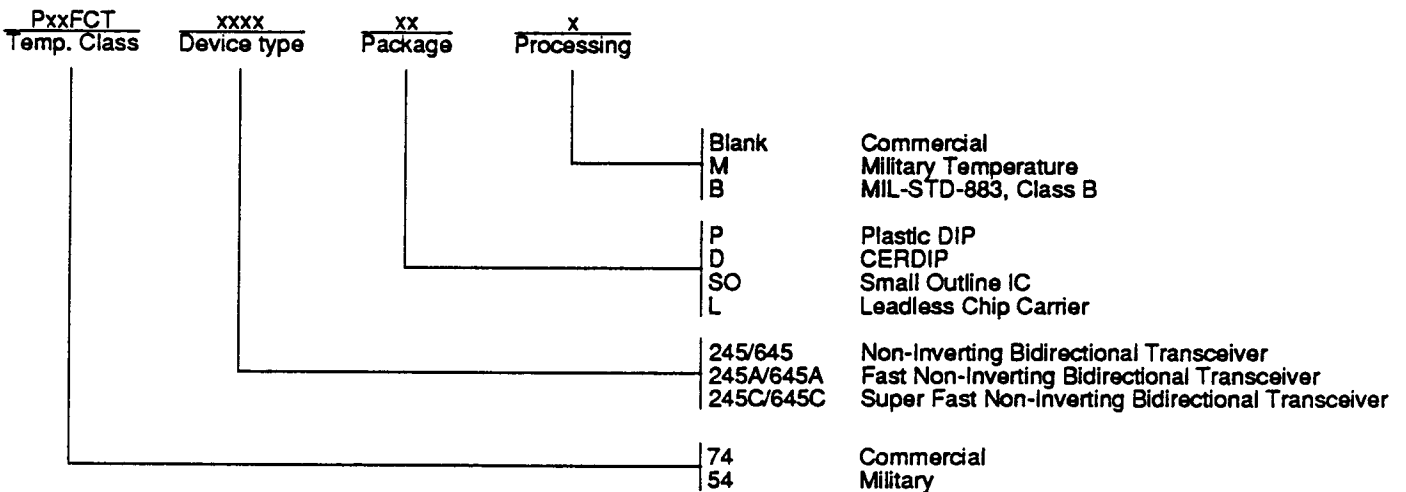 PxxFCT xxxx xx x
Temp. Class Device type Package Processing
Blank Commercial
M Military Temperature
B MIL-STD-883, Class B
P Plastic DIP
D CERDIP
SO Small Outline IC
L Leadless Chip Carrier
245/645 Non-Inverting Bidirectional Transceiver
245A/645A Fast Non-Inverting Bidirectional Transceiver
245C/645C Super Fast Non-Inverting Bidirectional Transceiver
74 Commercial
54 Military